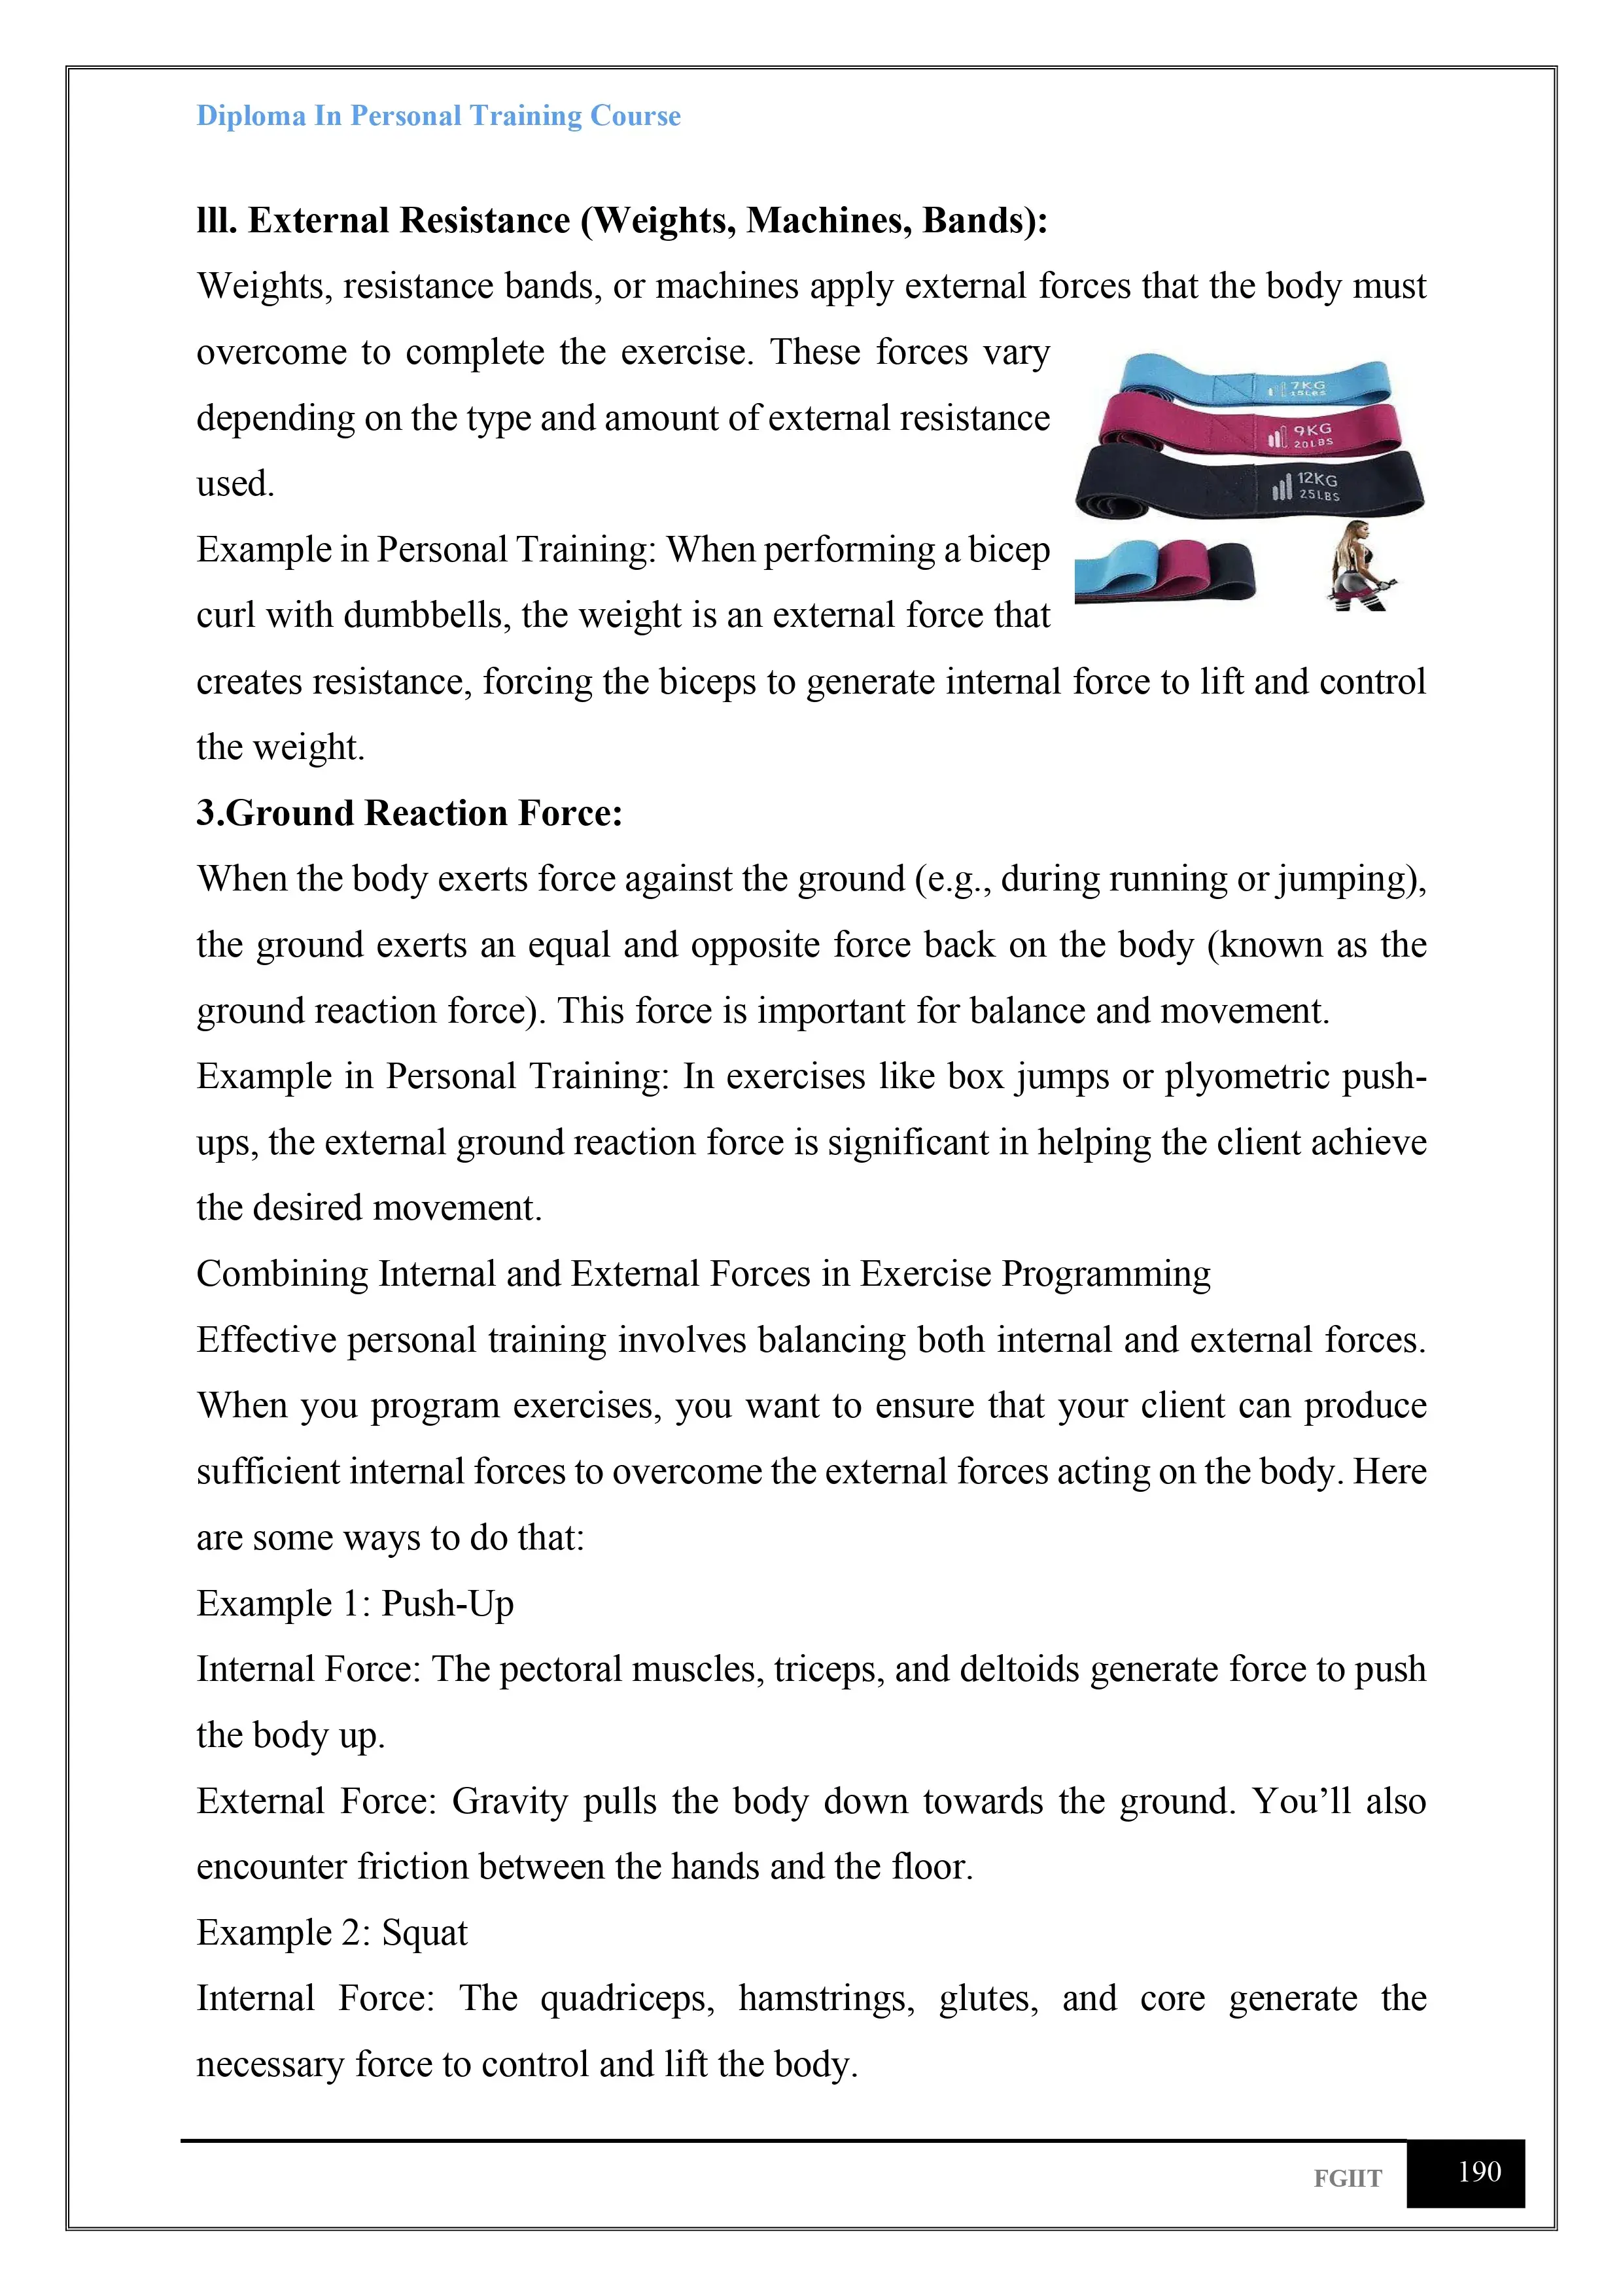 Diploma In Personal Training Course
lll. External Resistance (Weights, Machines, Bands):
Weights, resistance bands, or machines apply external forces that the body must
overcome to complete the exercise. These forces vary
depending on the type and amount of external resistance
used.
7KG
15LBS
9KG
20LBS
12KG
25LBS
Example in Personal Training: When performing a bicep
curl with dumbbells, the weight is an external force that
creates resistance, forcing the biceps to generate internal force to lift and control
the weight.
3.Ground Reaction Force:
When the body exerts force against the ground (e.g., during running or jumping),
the ground exerts an equal and opposite force back on the body (known as the
ground reaction force). This force is important for balance and movement.
Example in Personal Training: In exercises like box jumps or plyometric push-
ups, the external ground reaction force is significant in helping the client achieve
the desired movement.
Combining Internal and External Forces in Exercise Programming
Effective personal training involves balancing both internal and external forces.
When you program exercises, you want to ensure that your client can produce
sufficient internal forces to overcome the external forces acting on the body. Here
are some ways to do that:
Example 1: Push-Up
Internal Force: The pectoral muscles, triceps, and deltoids generate force to push
the body up.
External Force: Gravity pulls the body down towards the ground. You’ll also
encounter friction between the hands and the floor.
Example 2: Squat
Internal Force: The quadriceps, hamstrings, glutes, and core generate the
necessary force to control and lift the body.
FGIIT
190